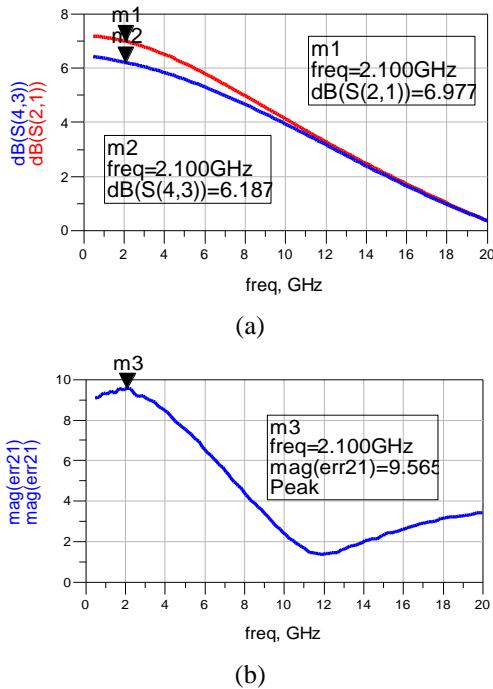 m1
m2
m1
freq=2.100GHz
dB(S(2,1))=6.977
m2
freq=2.100GHz
dB(S(4,3))=6.187
dB(S(4,3))
dB(S(2,1))
8
6
4
2
0
0 2 4 6 8 10 12 14 16 18 20
freq, GHz
(a)
m3
m3
freq=2.100GHz
mag(err21)=9.565
Peak
mag(err21)
mag(err21)
10
8
6
4
2
0
0 2 4 6 8 10 12 14 16 18 20
freq, GHz
(b)